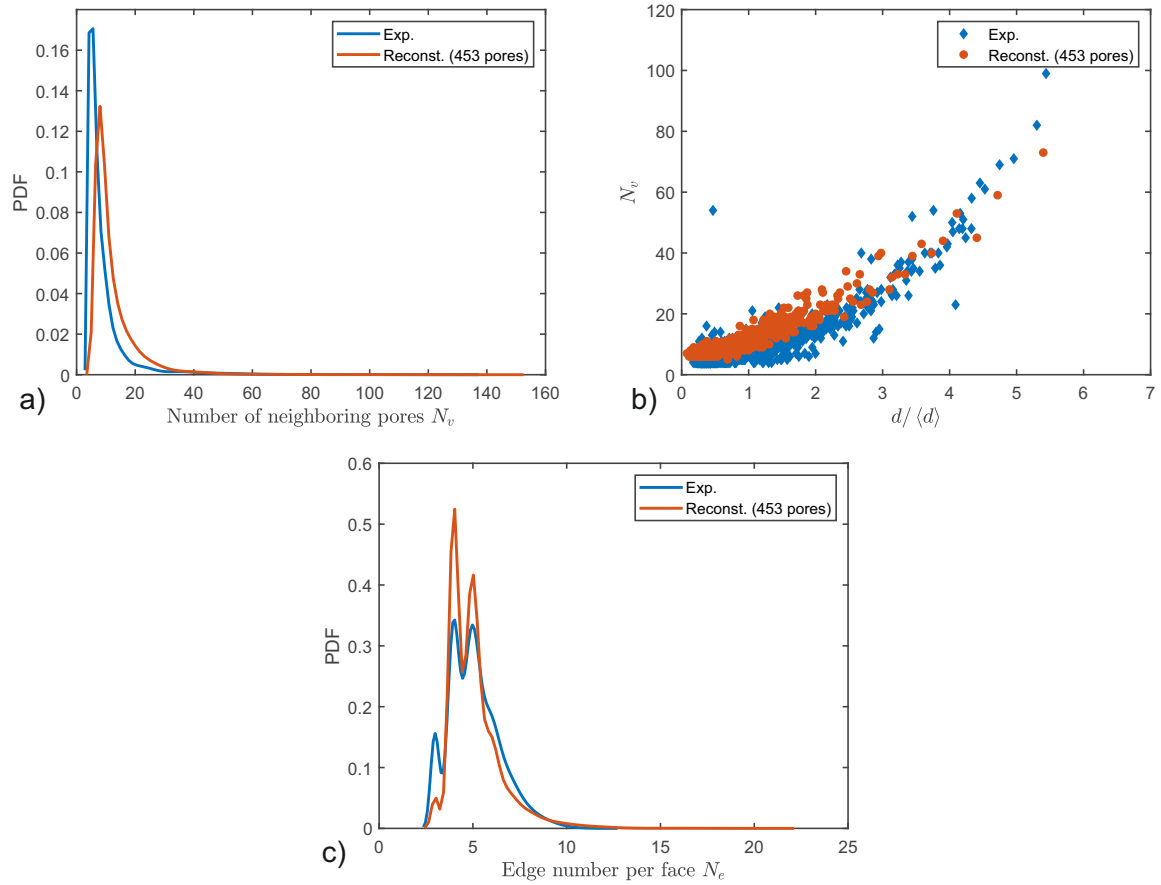 Exp.
Reconst. (453 pores)
PDF
0.16
0.14
0.12
0.1
0.08
0.06
0.04
0.02
0
0 20 40 60 80 100 120 140 160
Number of neighboring pores N_v
a)
Exp.
Reconst. (453 pores)
N_v
120
100
80
60
40
20
0
0 1 2 3 4 5 6 7
d/ ⟨d⟩
b)
Exp.
Reconst. (453 pores)
PDF
0.6
0.5
0.4
0.3
0.2
0.1
0
0 5 10 15 20 25
Edge number per face N_e
c)